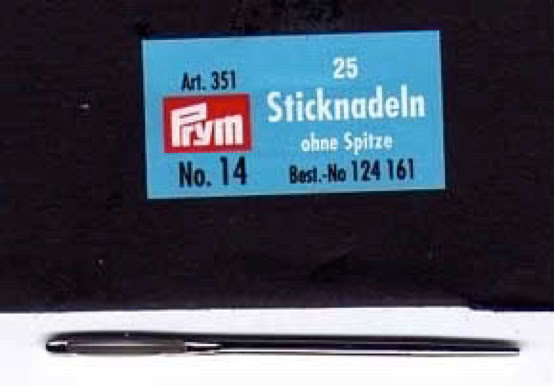 Art. 351
Prym
No. 14
25
Sticknadeln
ohne Spitze
Best.-No 124 161